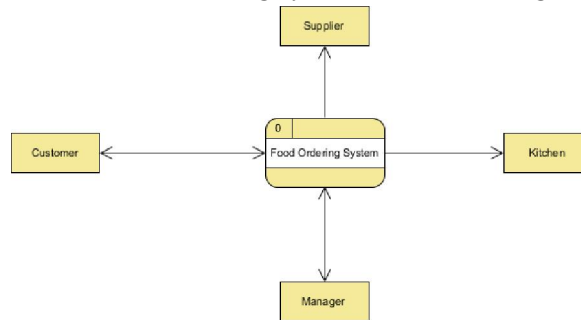 Supplier
0
Customer
Food Ordering System
Kitchen
Manager